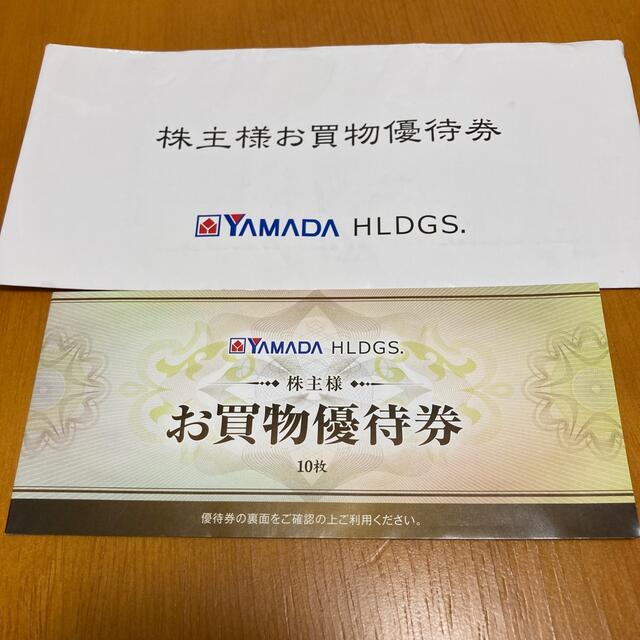 株主様お買物優待券
YAMADA HLDGS.
YAMADA HLDGS.
株主様
お買物優待券
10枚
優待券の裏面をご確認の上ご利用ください。